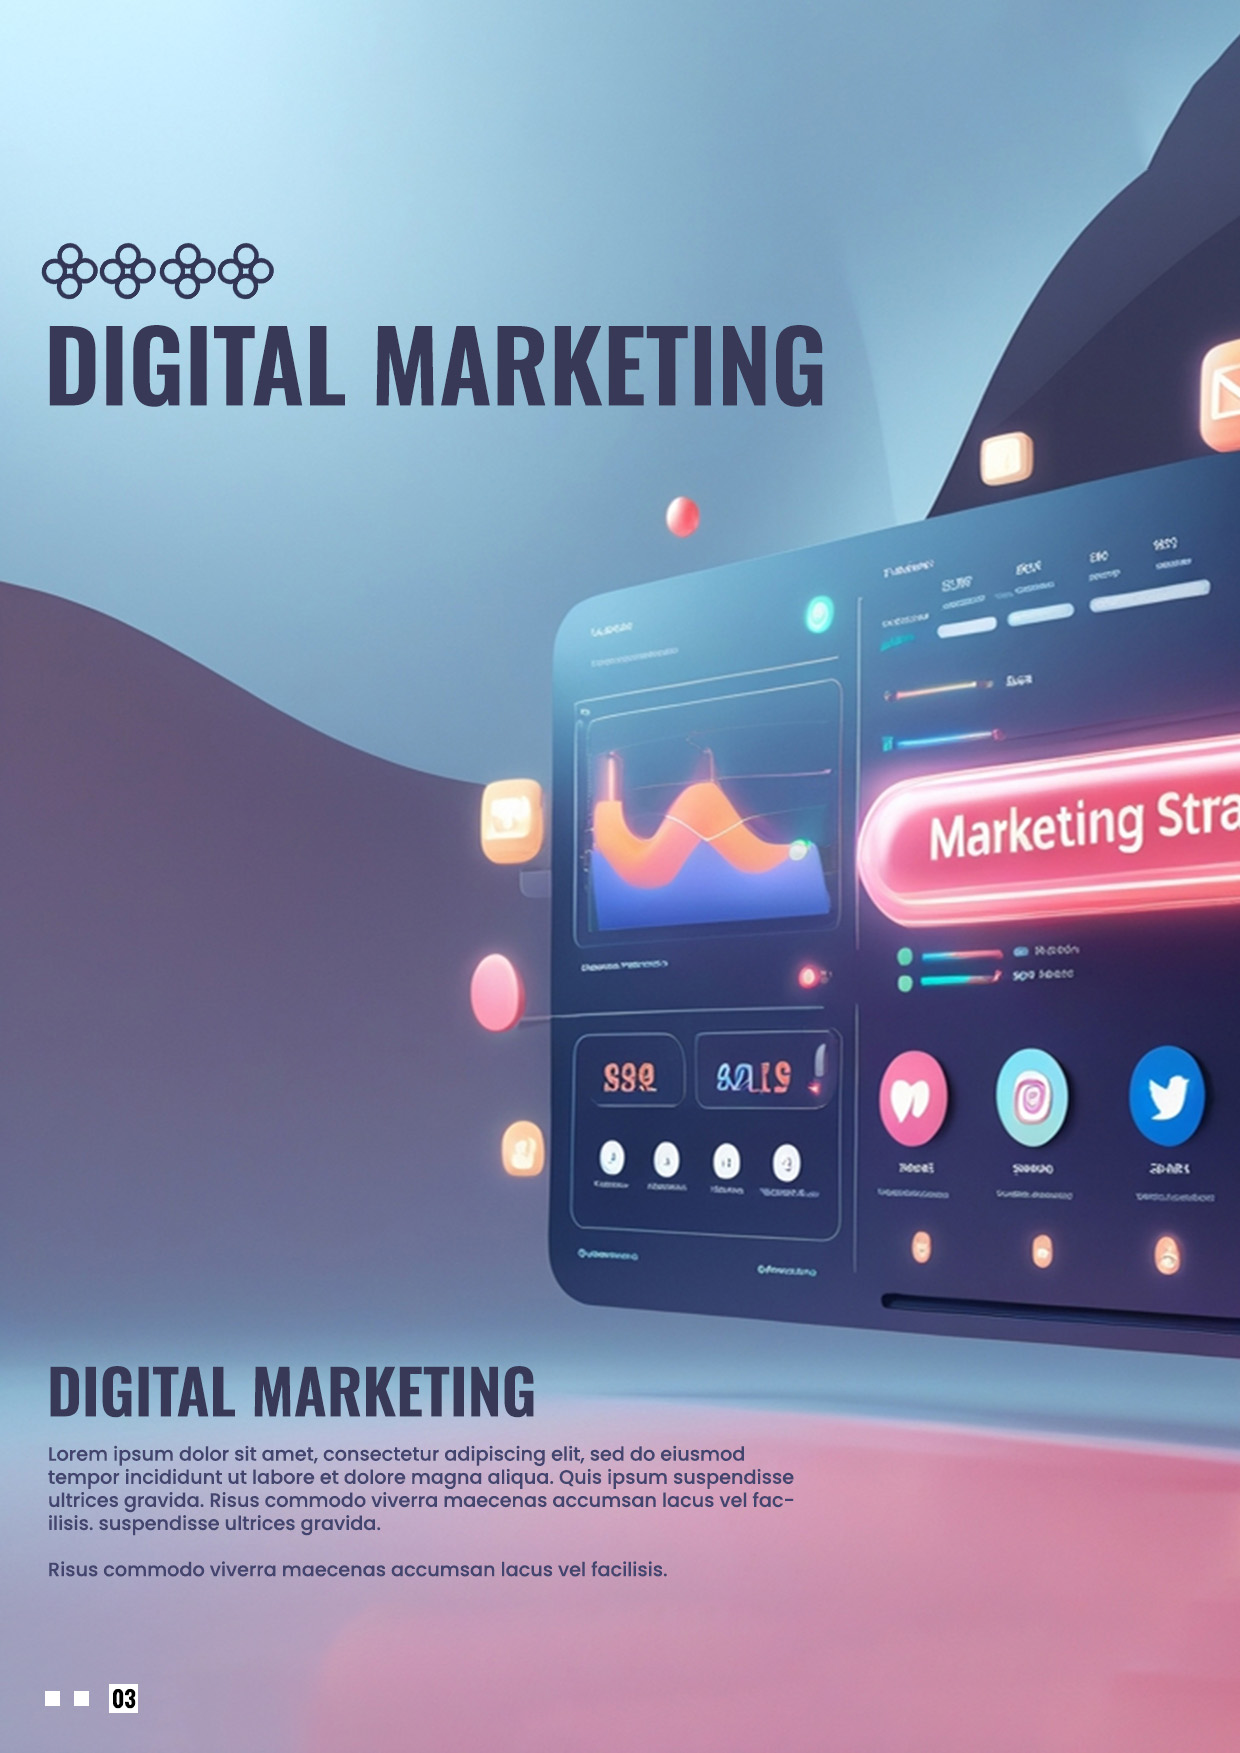 DIGITAL MARKETING
Marketing Stra
DIGITAL MARKETING
Lorem ipsum dolor sit amet, consectetur adipiscing elit, sed do eiusmod
tempor incididunt ut labore et dolore magna aliqua. Quis ipsum suspendisse
ultrices gravida. Risus commodo viverra maecenas accumsan lacus vel fac-
ilisis. suspendisse ultrices gravida.
Risus commodo viverra maecenas accumsan lacus vel facilisis.
03